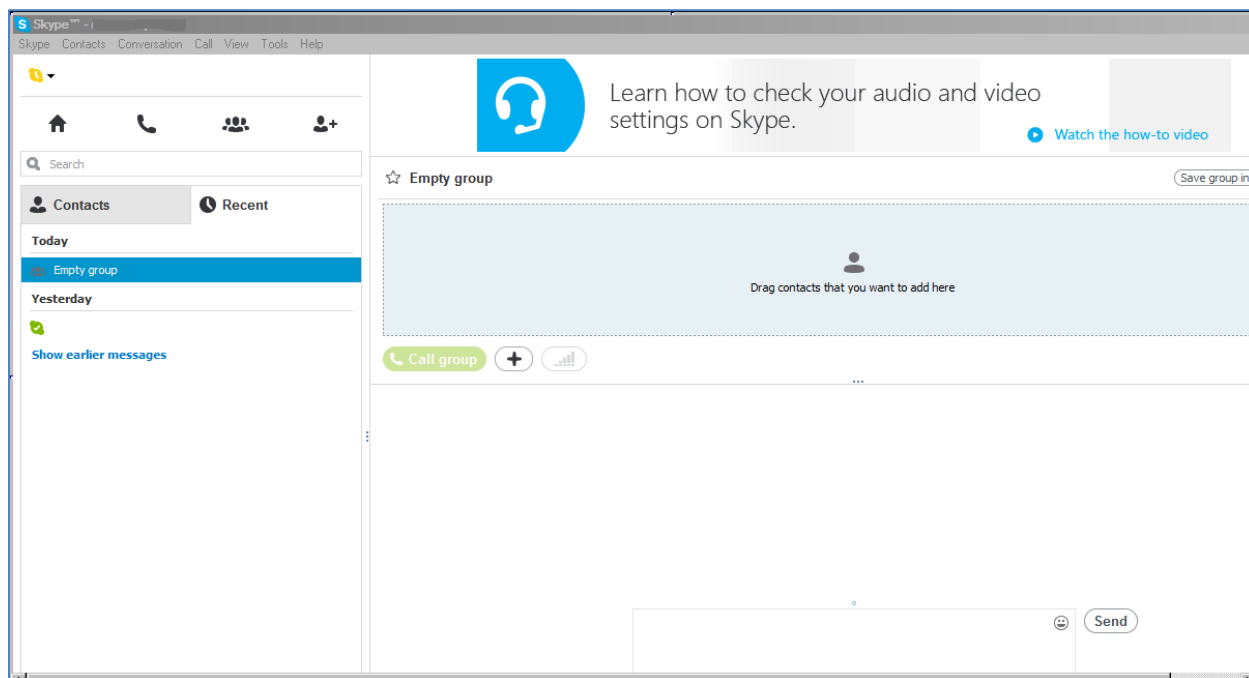 S Skype™ -
Skype Contacts Conversation Call View Tools Help
Learn how to check your audio and video
settings on Skype.
Watch the how-to video
Search
Contacts Recent
Today
Empty group
Yesterday
Show earlier messages
Empty group
Save group in
Drag contacts that you want to add here
Call group
Send